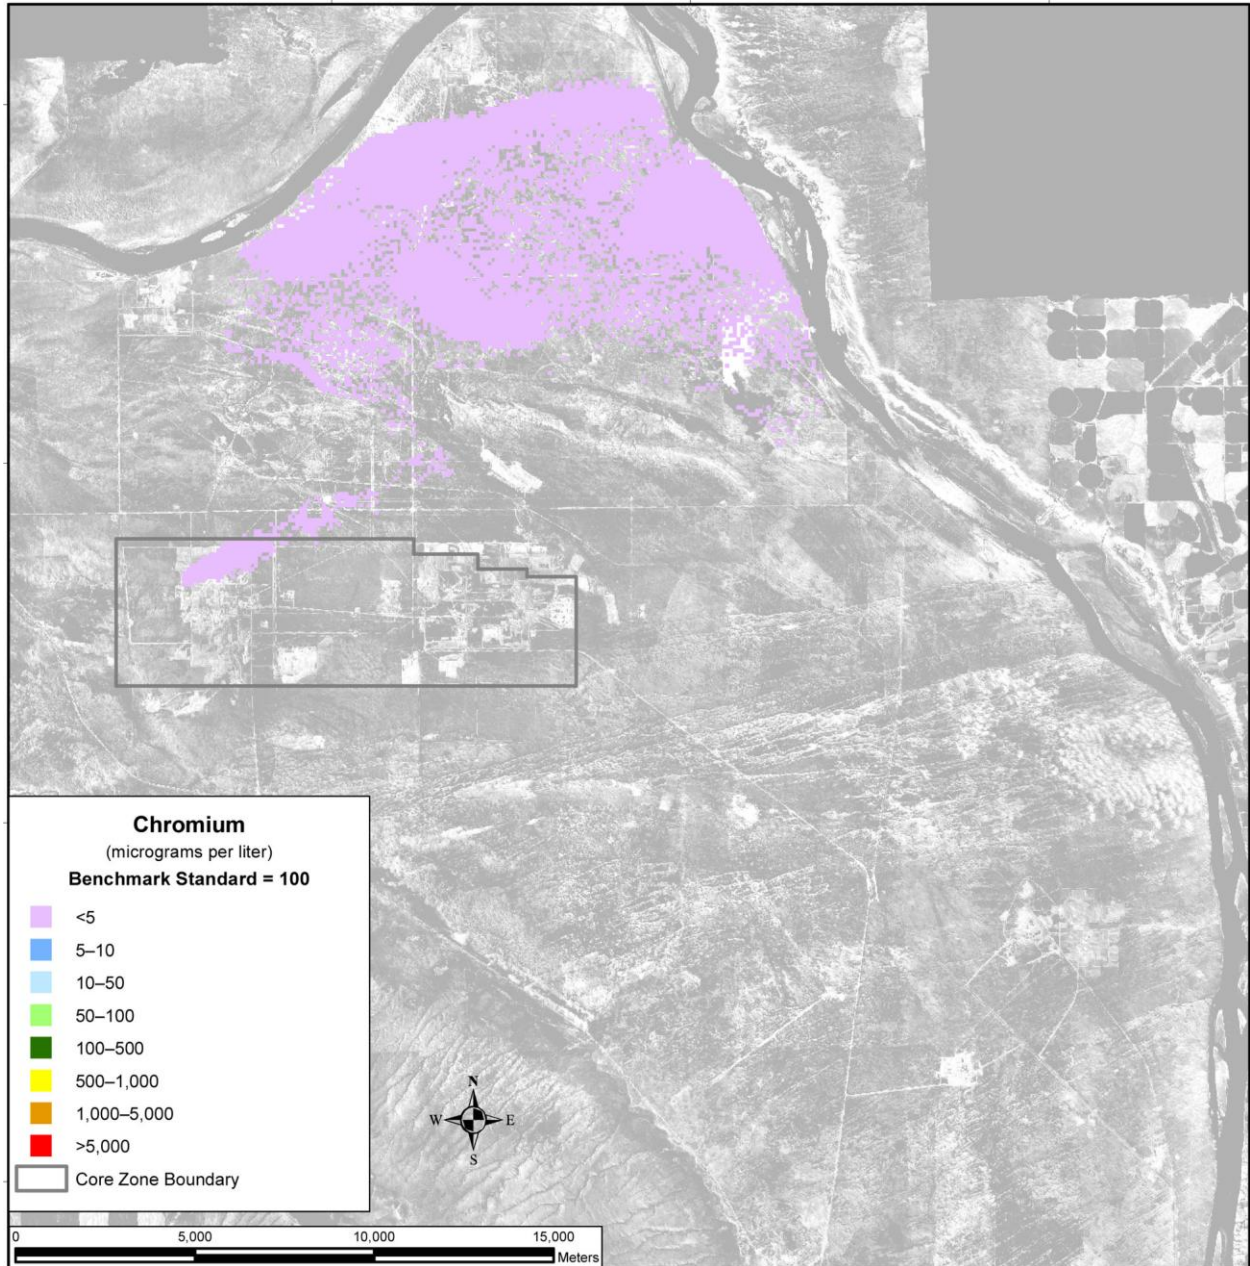 Chromium
(micrograms per liter)
Benchmark Standard = 100
<5
5–10
10–50
50–100
100–500
500–1,000
1,000–5,000
>5,000
Core Zone Boundary
N
W E
S
0 5,000 10,000 15,000
Meters